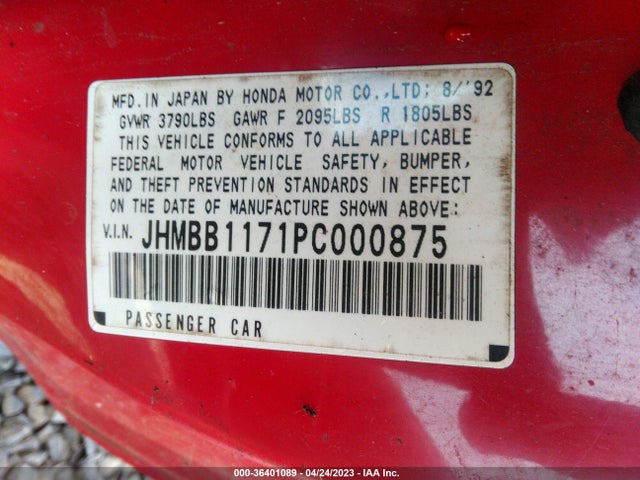 MFD. IN JAPAN BY HONDA MOTOR CO., LTD: 8/'92
GVWR 3790LBS GAWR F 2095LBS R 1805LBS
THIS VEHICLE CONFORMS TO ALL APPLICABLE
FEDERAL MOTOR VEHICLE SAFETY, BUMPER,
AND THEFT PREVENTION STANDARDS IN EFFECT
ON THE DATE OF MANUFACTURE SHOWN ABOVE:
V.I.N. JHMBB1171PC000875
PASSENGER CAR
000-36401089 - 04/24/2023 - IAA Inc.